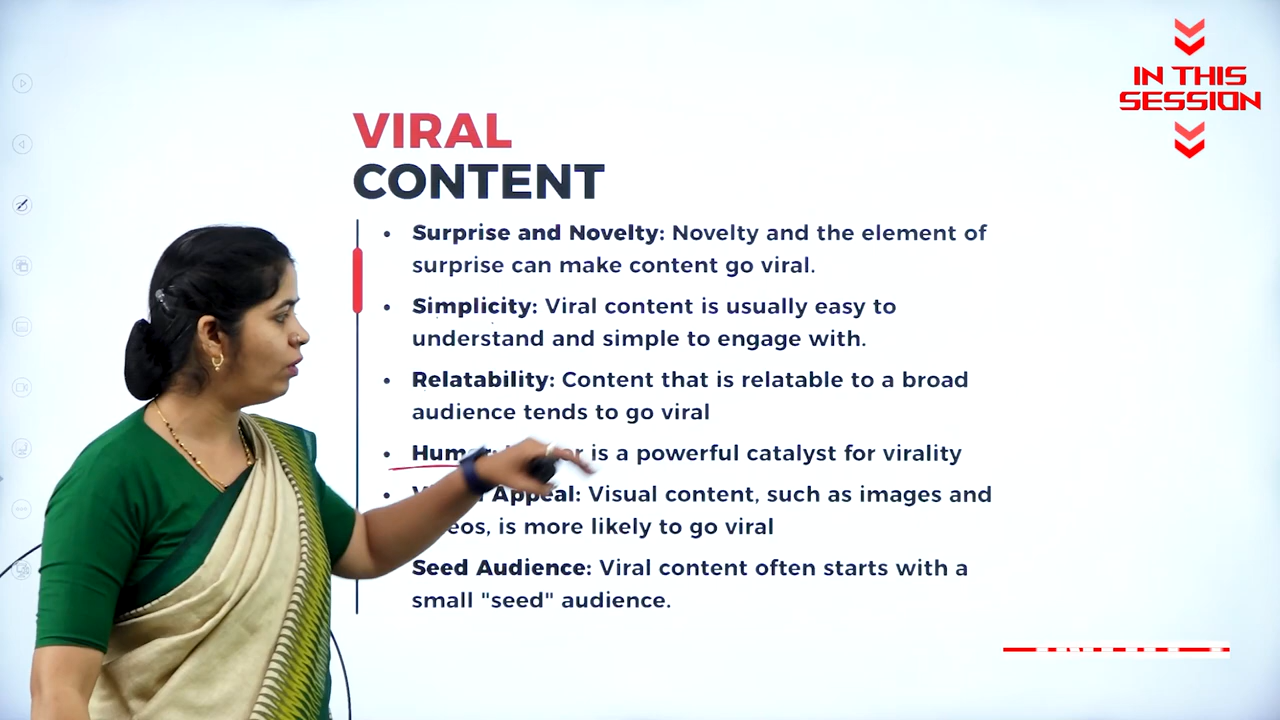 IN THIS
SESSION
VIRAL
CONTENT
• Surprise and Novelty: Novelty and the element of
surprise can make content go viral.
• Simplicity: Viral content is usually easy to
understand and simple to engage with.
• Relatability: Content that is relatable to a broad
audience tends to go viral
• is a powerful catalyst for virality
• Appeal: Visual content, such as images and
is more likely to go viral
Seed Audience: Viral content often starts with a
small "seed" audience.